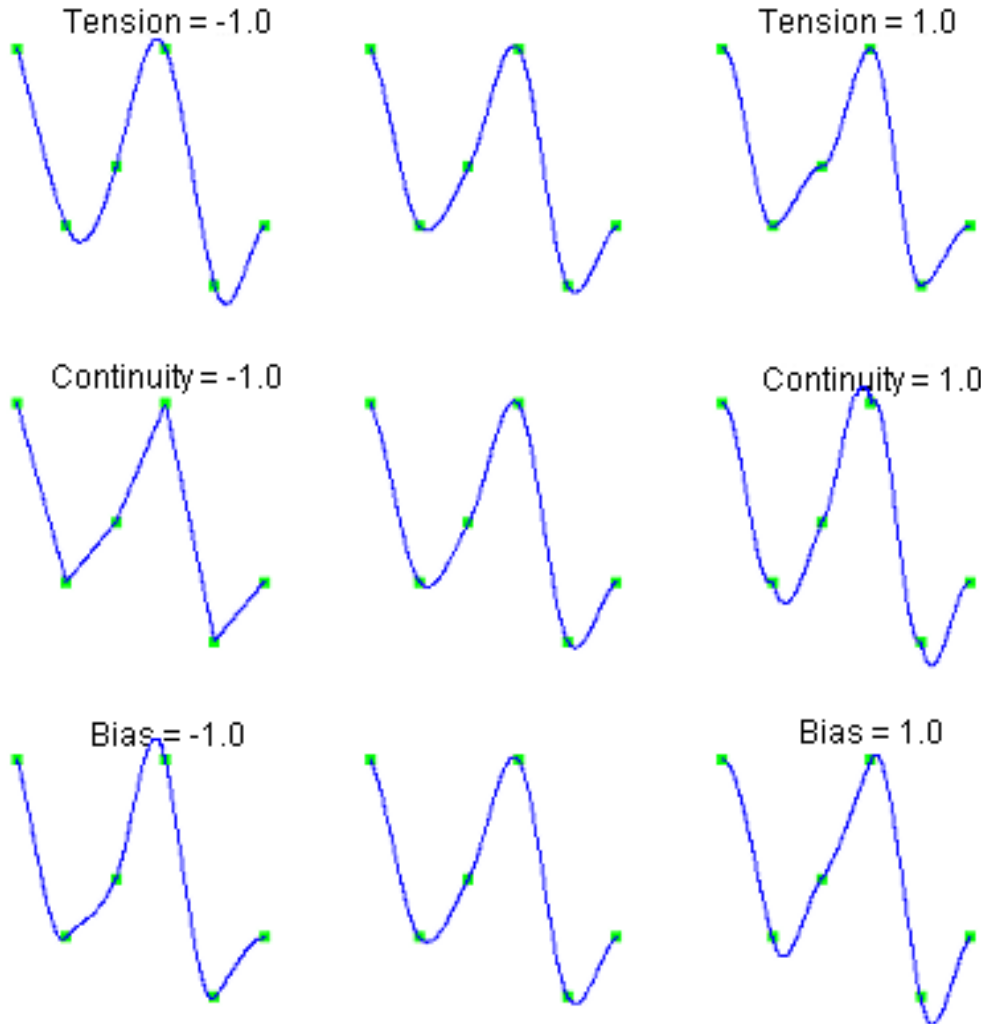 Tension = -1.0
Tension = 1.0
Continuity = -1.0
Continuity = 1.0
Bias = -1.0
Bias = 1.0